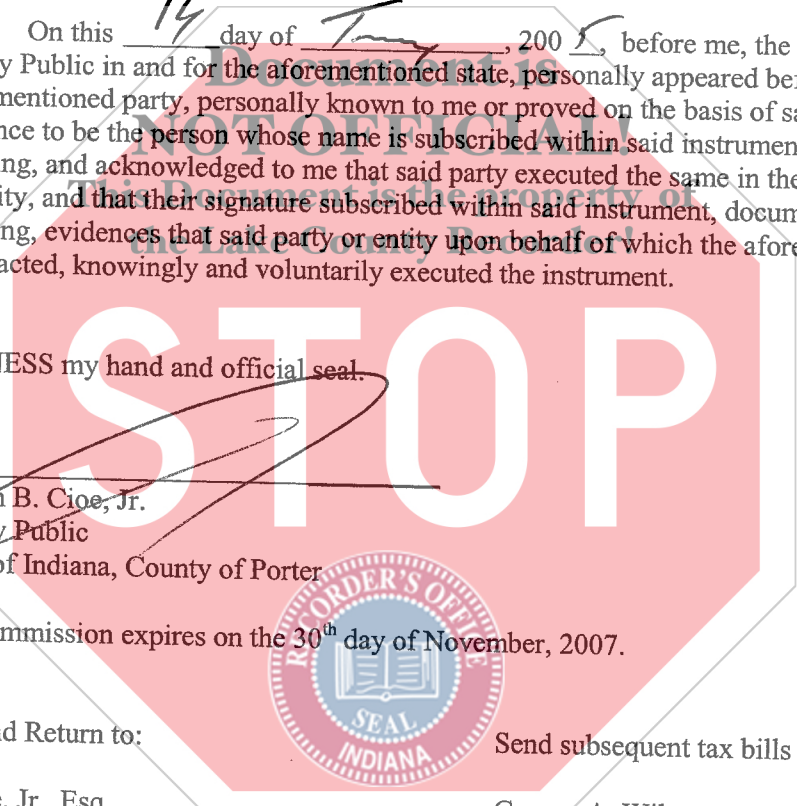 On this 14 day of , 2005, before me, the
y Public in and for the aforementioned state, personally appeared bef
mentioned party, personally known to me or proved on the basis of sa
nce to be the person whose name is subscribed within said instrumen
ng, and acknowledged to me that said party executed the same in the
ity, and that their signature subscribed within said instrument, docum
ng, evidences that said party or entity upon behalf of which the afore
acted, knowingly and voluntarily executed the instrument.
Document is
NOT OFFICIAL!
This Document is the property of
the Lake County Recorder!
STOP
NESS my hand and official seal.
B. Cioe, Jr.
y Public
of Indiana, County of Porter
mmission expires on the 30th day of November, 2007.
RECORDER'S OFFICE
SEAL
INDIANA
d Return to:
Send subsequent tax bills
, Jr., Esq